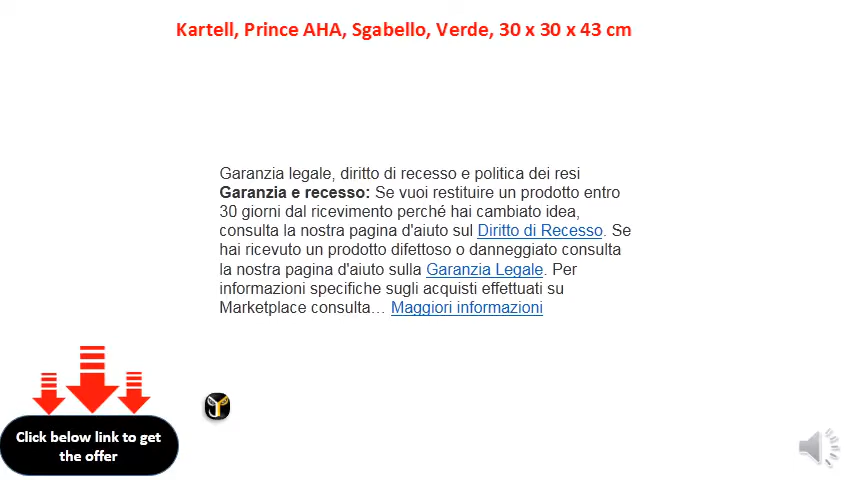 Kartell, Prince AHA, Sgabello, Verde, 30 x 30 x 43 cm
Garanzia legale, diritto di recesso e politica dei resi
Garanzia e recesso: Se vuoi restituire un prodotto entro
30 giorni dal ricevimento perché hai cambiato idea,
consulta la nostra pagina d'aiuto sul Diritto di Recesso. Se
hai ricevuto un prodotto difettoso o danneggiato consulta
la nostra pagina d'aiuto sulla Garanzia Legale. Per
informazioni specifiche sugli acquisti effettuati su
Marketplace consulta… Maggiori informazioni
Click below link to get
the offer